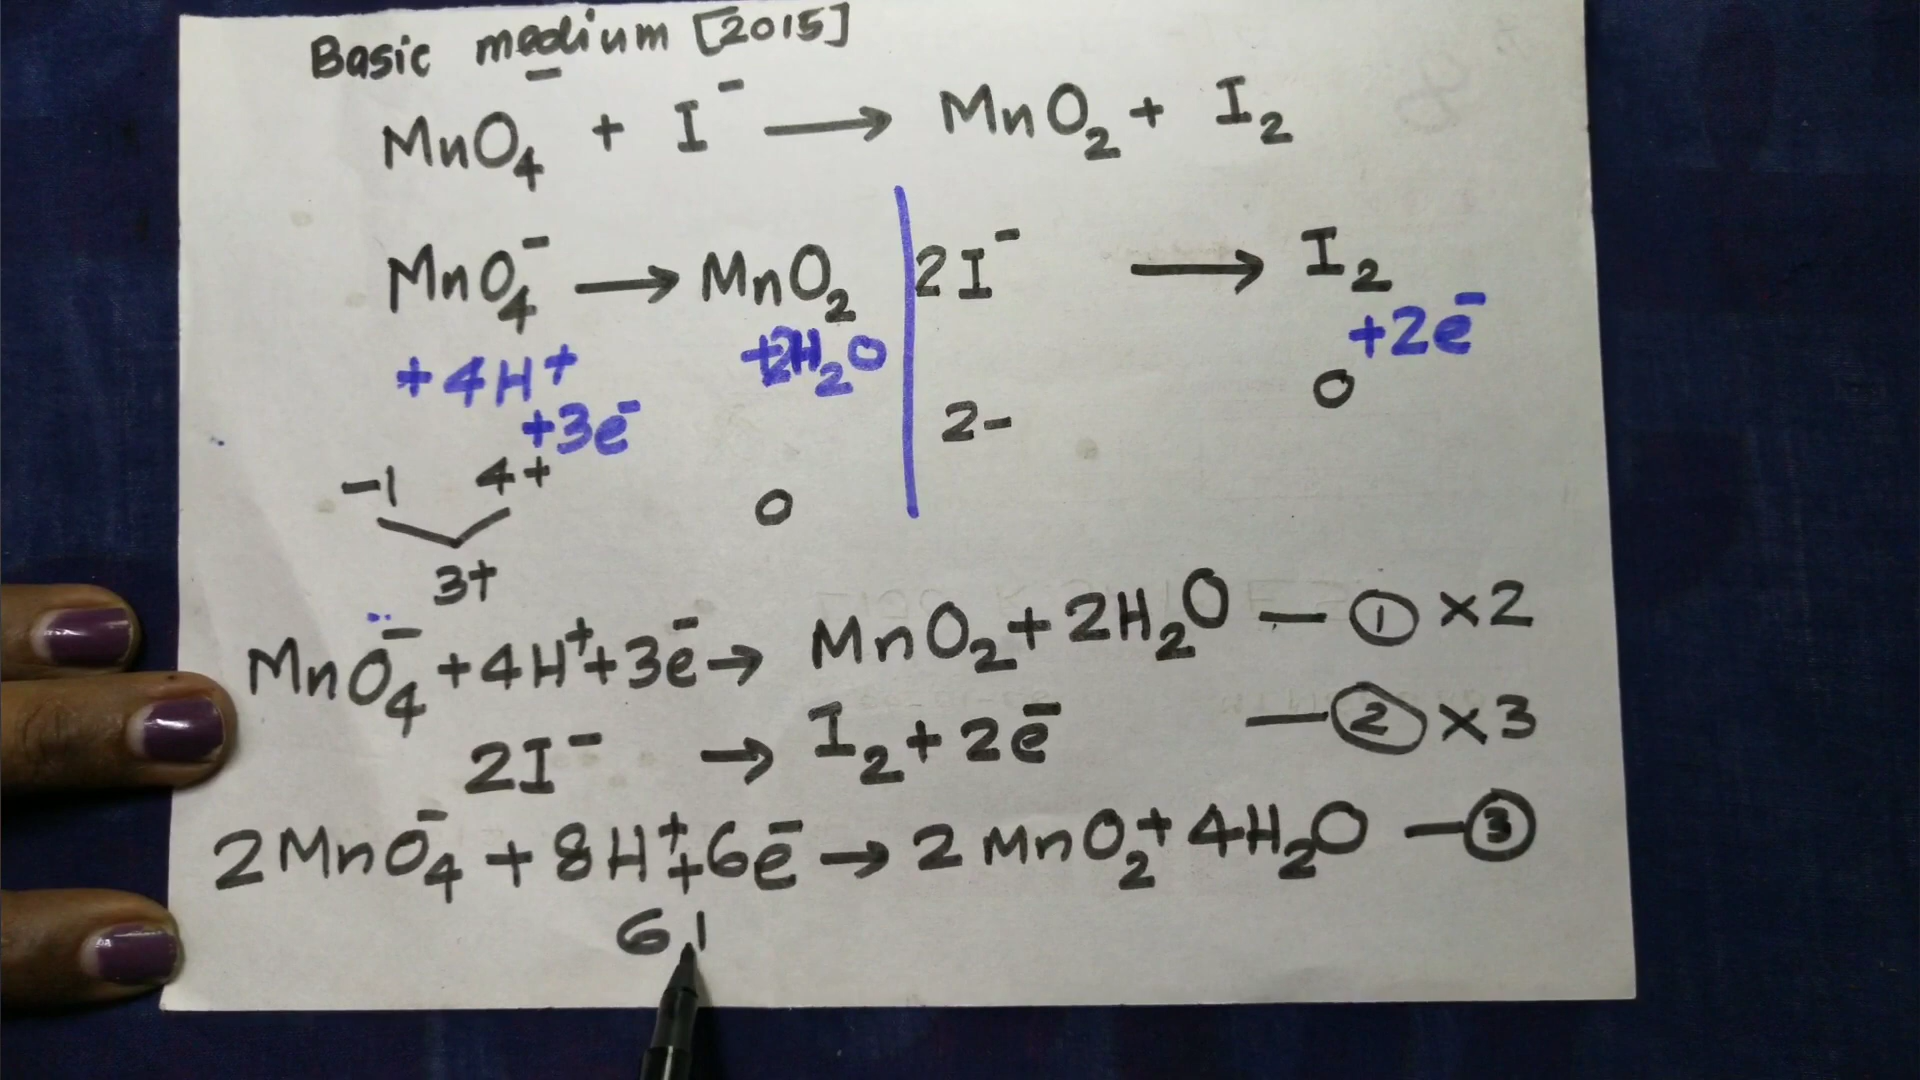 Basic medium [2015]
MnO₄⁻ + I⁻ → MnO₂ + I₂
MnO₄⁻ → MnO₂
+4H⁺ +2H₂O
+3e⁻
-1 4+ 0
3+
2I⁻ → I₂
+2e⁻
2- 0
MnO₄⁻ + 4H⁺ + 3e⁻ → MnO₂ + 2H₂O — ① ×2
2I⁻ → I₂ + 2e⁻ — ② ×3
2MnO₄⁻ + 8H⁺ + 6e⁻ → 2MnO₂ + 4H₂O — ③
6I